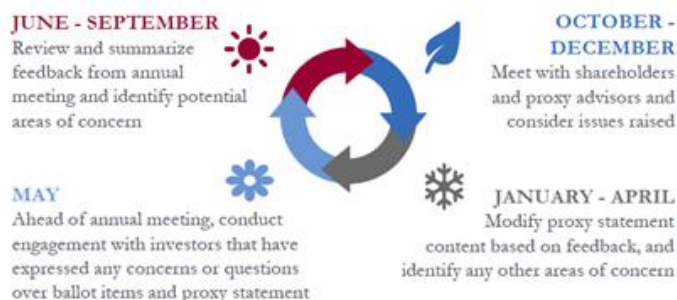 JUNE - SEPTEMBER
Review and summarize
feedback from annual
meeting and identify potential
areas of concern
OCTOBER -
DECEMBER
Meet with shareholders
and proxy advisors and
consider issues raised
MAY
Ahead of annual meeting, conduct
engagement with investors that have
expressed any concerns or questions
over ballot items and proxy statement
JANUARY - APRIL
Modify proxy statement
content based on feedback, and
identify any other areas of concern